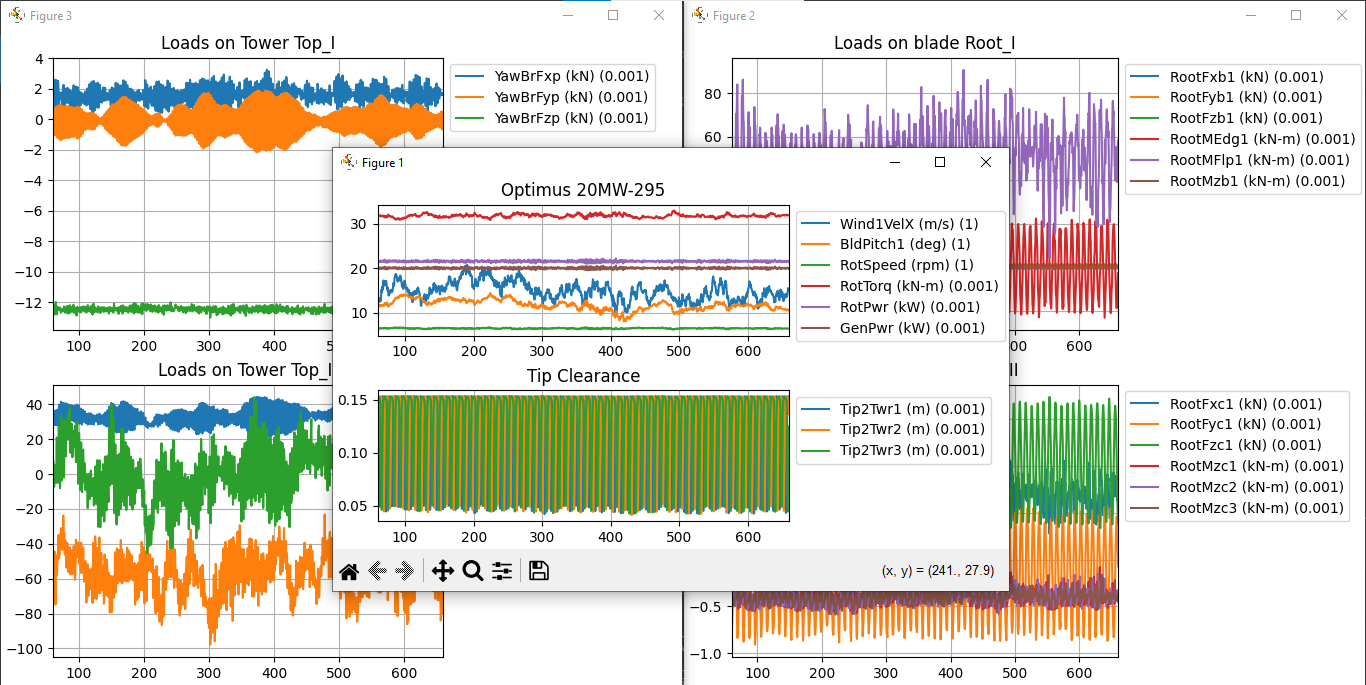 Figure 3
Loads on Tower Top_I
4
2
0
−2
−4
−6
−8
−10
−12
100 200 300 400 5
YawBrFxp (kN) (0.001)
YawBrFyp (kN) (0.001)
YawBrFzp (kN) (0.001)
Figure 2
Loads on blade Root_I
80
60
500 600
RootFxb1 (kN) (0.001)
RootFyb1 (kN) (0.001)
RootFzb1 (kN) (0.001)
RootMEdg1 (kN-m) (0.001)
RootMFlp1 (kN-m) (0.001)
RootMzb1 (kN-m) (0.001)
Figure 1
Optimus 20MW-295
30
20
10
100 200 300 400 500 600
Wind1VelX (m/s) (1)
BldPitch1 (deg) (1)
RotSpeed (rpm) (1)
RotTorq (kN-m) (0.001)
RotPwr (kW) (0.001)
GenPwr (kW) (0.001)
Tip Clearance
0.15
0.10
0.05
100 200 300 400 500 600
Tip2Twr1 (m) (0.001)
Tip2Twr2 (m) (0.001)
Tip2Twr3 (m) (0.001)
(x, y) = (241., 27.9)
Loads on Tower Top_I
40
20
0
−20
−40
−60
−80
−100
100 200 300 400 500 600
II
−0.5
−1.0
100 200 300 400 500 600
RootFxc1 (kN) (0.001)
RootFyc1 (kN) (0.001)
RootFzc1 (kN) (0.001)
RootMzc1 (kN-m) (0.001)
RootMzc2 (kN-m) (0.001)
RootMzc3 (kN-m) (0.001)